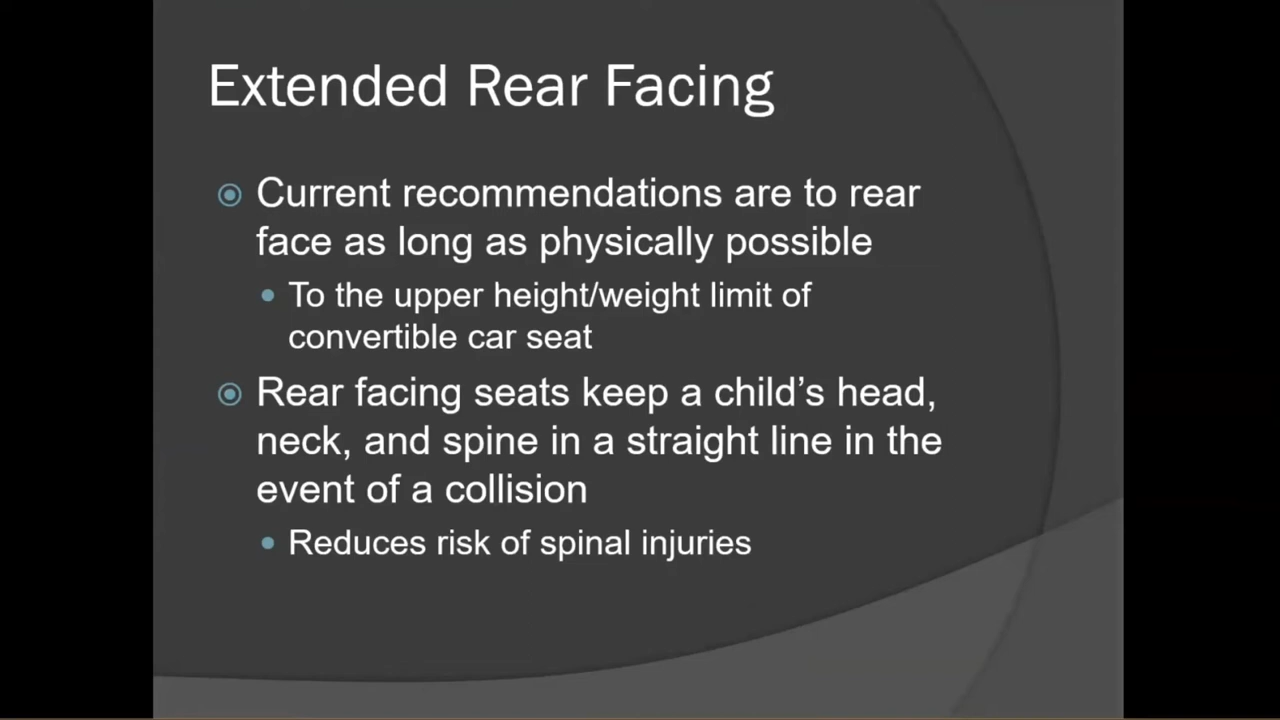 Extended Rear Facing
Current recommendations are to rear
face as long as physically possible
To the upper height/weight limit of
convertible car seat
Rear facing seats keep a child’s head,
neck, and spine in a straight line in the
event of a collision
Reduces risk of spinal injuries